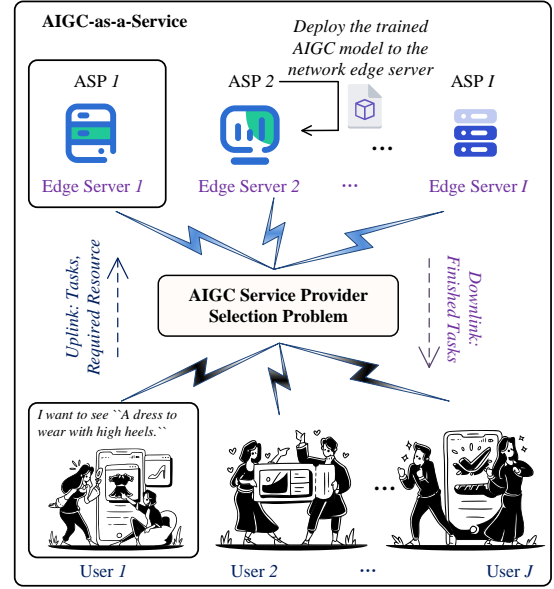 AIGC-as-a-Service
Deploy the trained
AIGC model to the
network edge server
ASP 1
ASP 2
ASP I
...
Edge Server 1
Edge Server 2
...
Edge Server I
Uplink: Tasks,
Required Resource
AIGC Service Provider
Selection Problem
Downlink:
Finished Tasks
I want to see ``A dress to
wear with high heels.``
...
User 1
User 2
...
User J